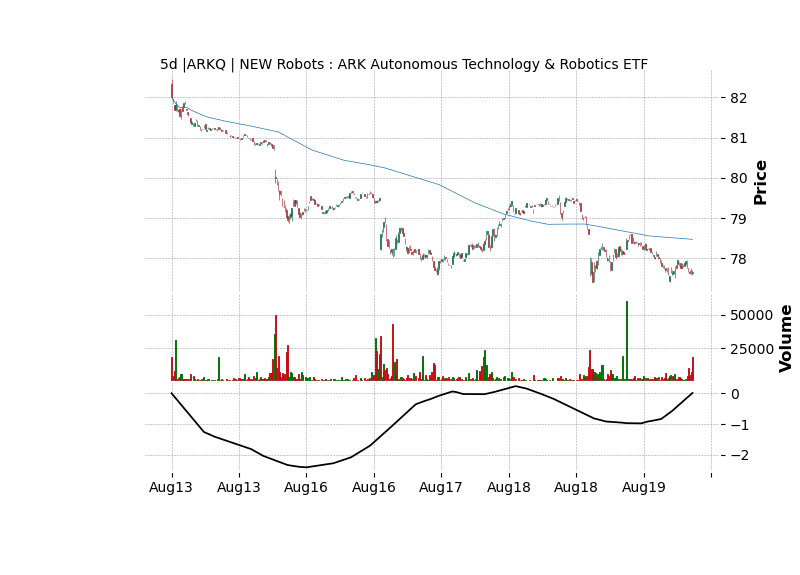 5d |ARKQ | NEW Robots : ARK Autonomous Technology & Robotics ETF
82
81
80
79
78
Price
50000
25000
Volume
0
−1
−2
Aug13 Aug13 Aug16 Aug16 Aug17 Aug18 Aug18 Aug19